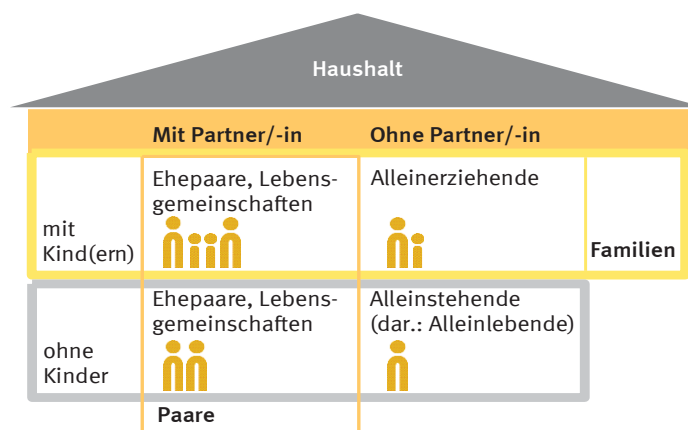 Haushalt
Mit Partner/-in
Ohne Partner/-in
mit
Kind(ern)
Ehepaare, Lebens-
gemeinschaften
Alleinerziehende
Familien
ohne
Kinder
Ehepaare, Lebens-
gemeinschaften
Alleinstehende
(dar.: Alleinlebende)
Paare